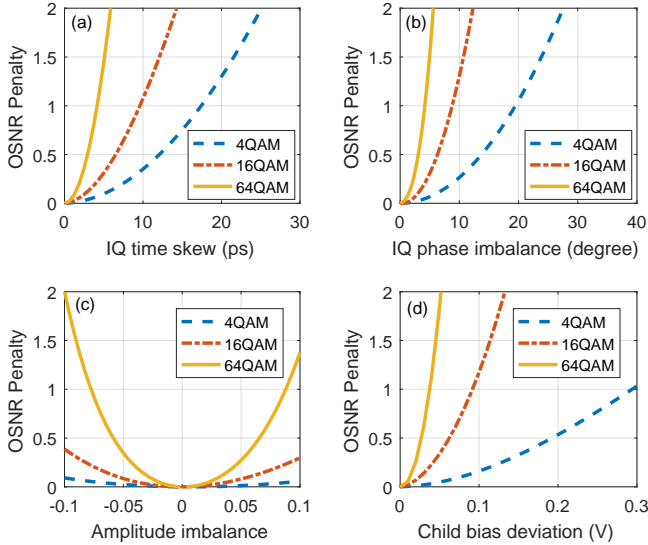 (a)
OSNR Penalty
2
1.5
1
0.5
0
4QAM
16QAM
64QAM
0 10 20 30
IQ time skew (ps)
(b)
OSNR Penalty
2
1.5
1
0.5
0
4QAM
16QAM
64QAM
0 10 20 30 40
IQ phase imbalance (degree)
(c)
OSNR Penalty
2
1.5
1
0.5
0
4QAM
16QAM
64QAM
-0.1 -0.05 0 0.05 0.1
Amplitude imbalance
(d)
OSNR Penalty
2
1.5
1
0.5
0
4QAM
16QAM
64QAM
0 0.1 0.2 0.3
Child bias deviation (V)